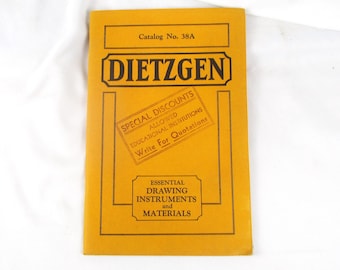 Catalog No. 38A
DIETZGEN
SPECIAL DISCOUNTS
ALLOWED
EDUCATIONAL INSTITUTIONS
Write For Quotations
ESSENTIAL
DRAWING
INSTRUMENTS
and
MATERIALS